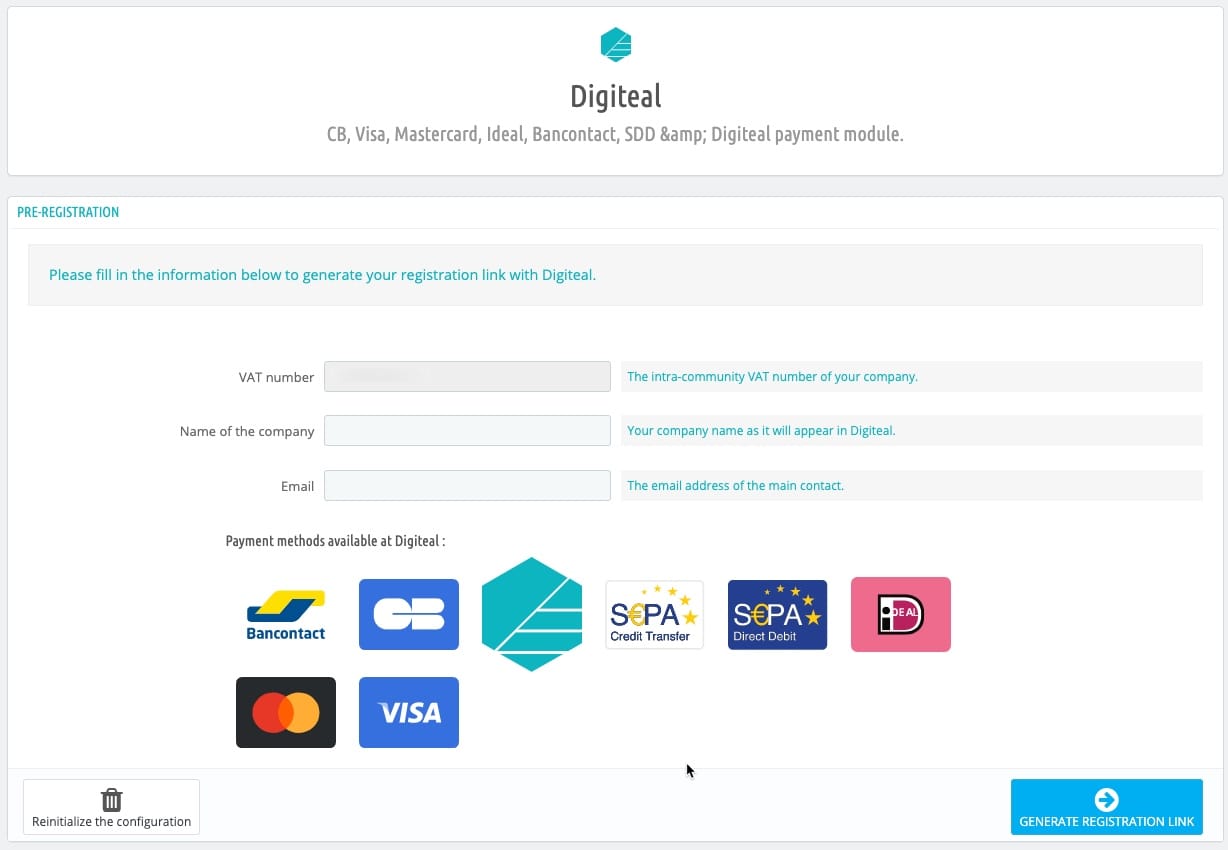 Digiteal
CB, Visa, Mastercard, Ideal, Bancontact, SDD &amp; Digiteal payment module.
PRE-REGISTRATION
Please fill in the information below to generate your registration link with Digiteal.
VAT number
The intra-community VAT number of your company.
Name of the company
Your company name as it will appear in Digiteal.
Email
The email address of the main contact.
Payment methods available at Digiteal :
Bancontact
CB
S€PA
Credit Transfer
S€PA
Direct Debit
iDEAL
VISA
Reinitialize the configuration
GENERATE REGISTRATION LINK